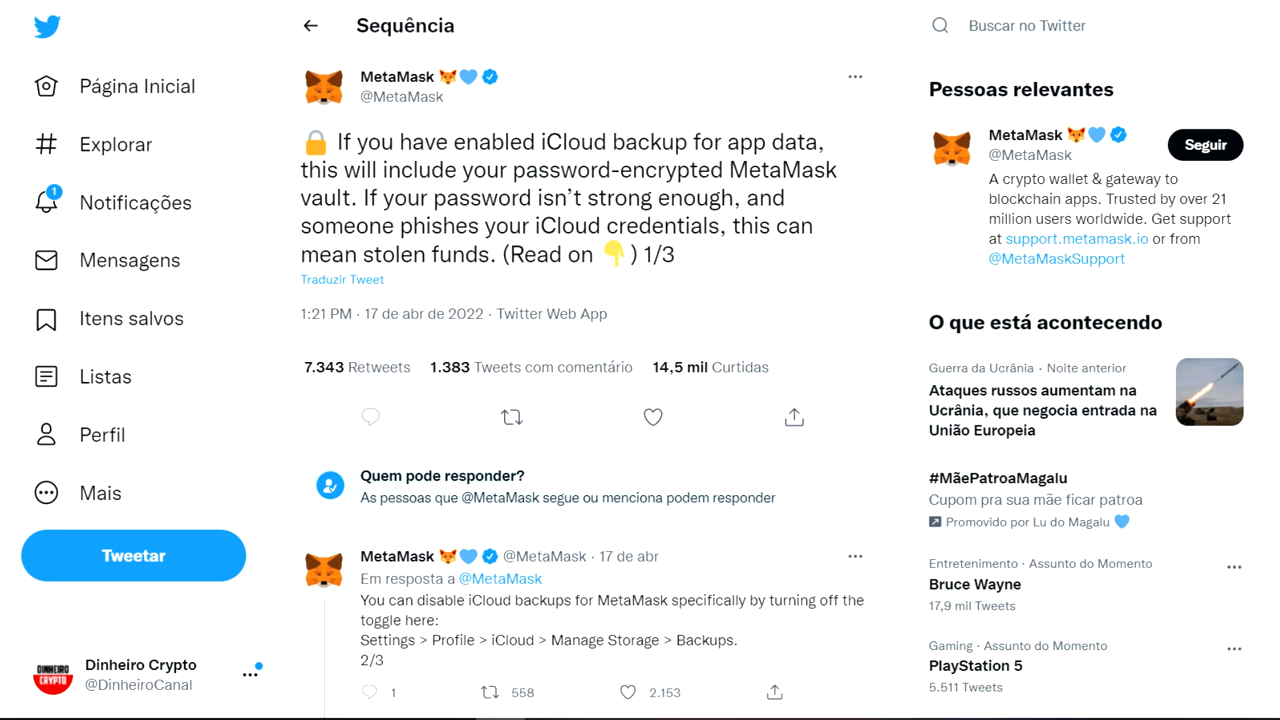 Sequência
Buscar no Twitter
Página Inicial
Explorar
1
Notificações
Mensagens
Itens salvos
Listas
Perfil
Mais
Tweetar
DINHEIRO
CRYPTO
Dinheiro Crypto
@DinheiroCanal
MetaMask 🦊💙
@MetaMask
🔒 If you have enabled iCloud backup for app data,
this will include your password-encrypted MetaMask
vault. If your password isn’t strong enough, and
someone phishes your iCloud credentials, this can
mean stolen funds. (Read on 👇) 1/3
Traduzir Tweet
1:21 PM · 17 de abr de 2022 · Twitter Web App
7.343 Retweets 1.383 Tweets com comentário 14,5 mil Curtidas
Quem pode responder?
As pessoas que @MetaMask segue ou menciona podem responder
MetaMask 🦊💙 @MetaMask · 17 de abr
Em resposta a @MetaMask
You can disable iCloud backups for MetaMask specifically by turning off the
toggle here:
Settings > Profile > iCloud > Manage Storage > Backups.
2/3
1 558 2.153
Pessoas relevantes
MetaMask 🦊💙
@MetaMask
Seguir
A crypto wallet & gateway to
blockchain apps. Trusted by over 21
million users worldwide. Get support
at support.metamask.io or from
@MetaMaskSupport
O que está acontecendo
Guerra da Ucrânia · Noite anterior
Ataques russos aumentam na
Ucrânia, que negocia entrada na
União Europeia
#MãePatroaMagalu
Cupom pra sua mãe ficar patroa
Promovido por Lu do Magalu 💙
Entretenimento · Assunto do Momento
Bruce Wayne
17,9 mil Tweets
Gaming · Assunto do Momento
PlayStation 5
5.511 Tweets